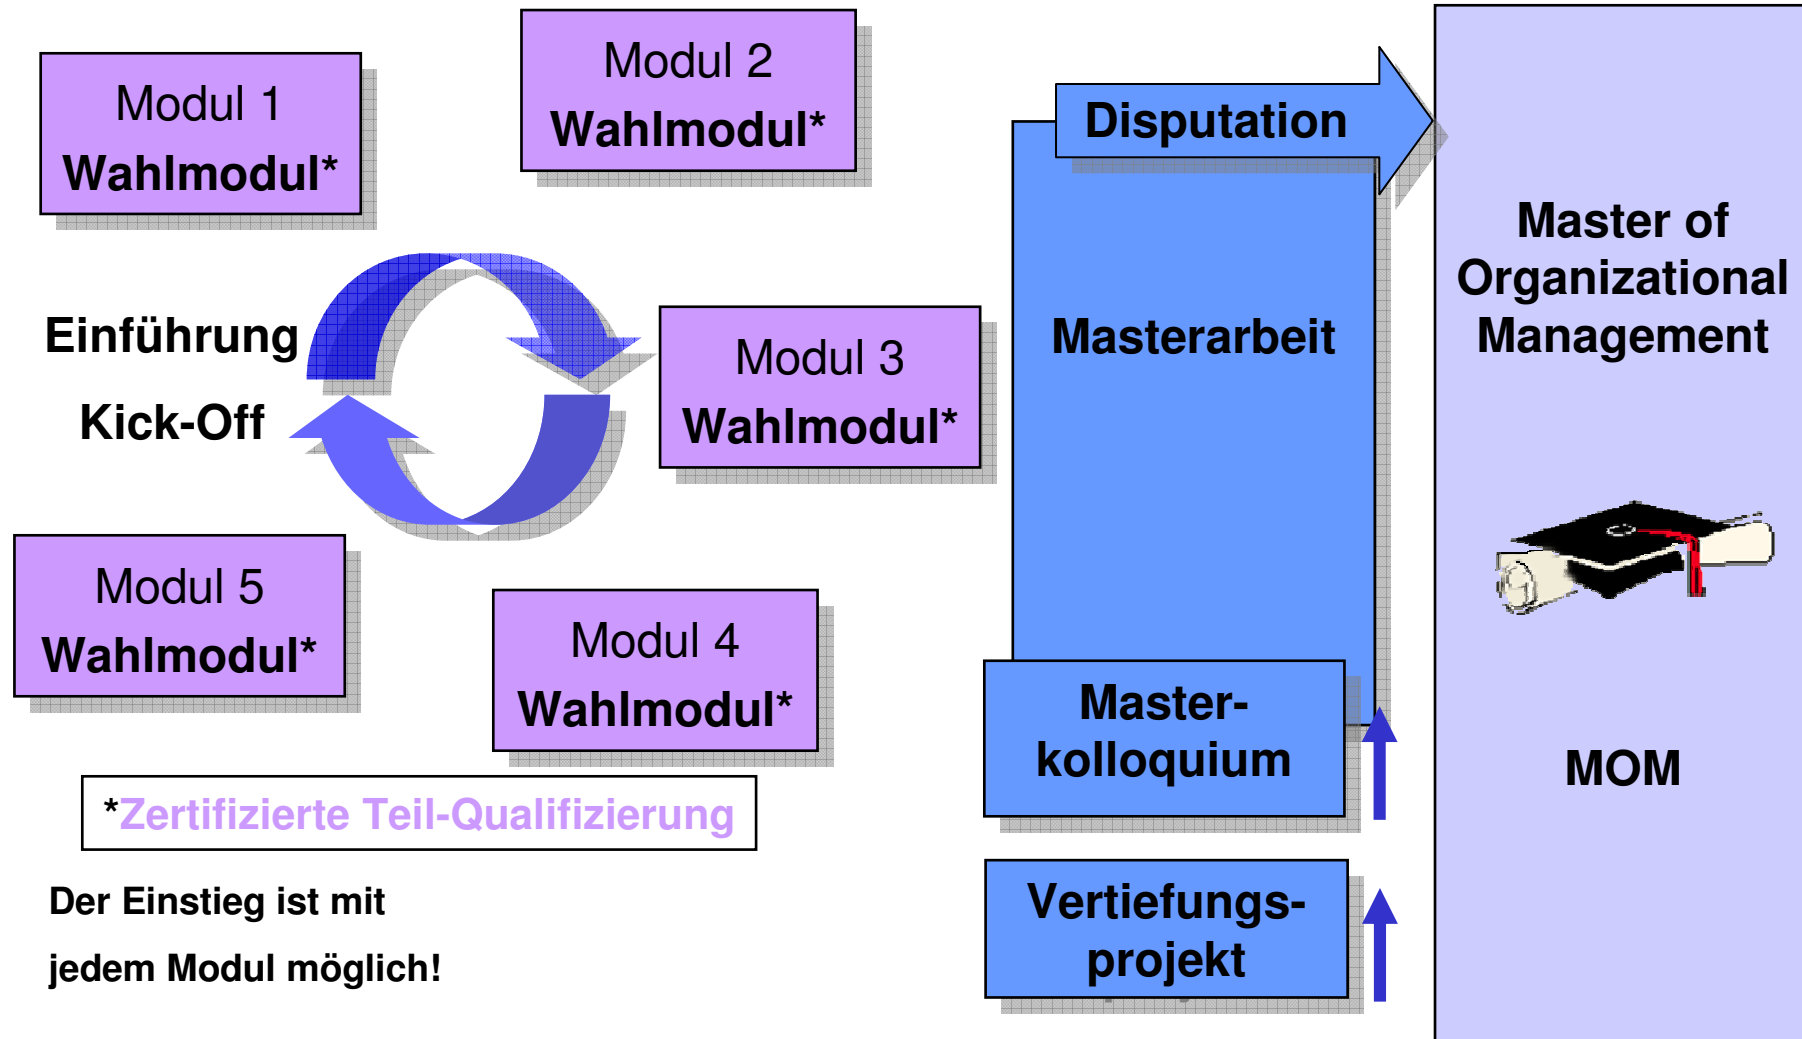 Modul 1
Wahlmodul*
Modul 2
Wahlmodul*
Einführung
Kick-Off
Modul 3
Wahlmodul*
Modul 5
Wahlmodul*
Modul 4
Wahlmodul*
*Zertifizierte Teil-Qualifizierung
Der Einstieg ist mit
jedem Modul möglich!
Disputation
Masterarbeit
Master-
kolloquium
Vertiefungs-
projekt
Master of
Organizational
Management
MOM